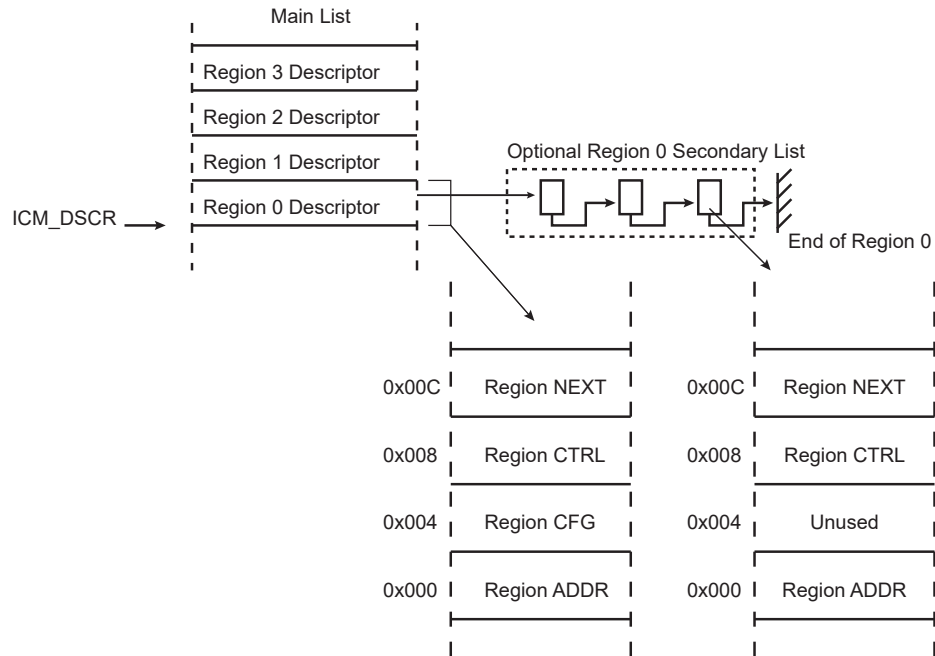 Main List
Region 3 Descriptor
Region 2 Descriptor
Region 1 Descriptor
Region 0 Descriptor
ICM_DSCR
Optional Region 0 Secondary List
End of Region 0
0x00C Region NEXT
0x008 Region CTRL
0x004 Region CFG
0x000 Region ADDR
0x00C Region NEXT
0x008 Region CTRL
0x004 Unused
0x000 Region ADDR